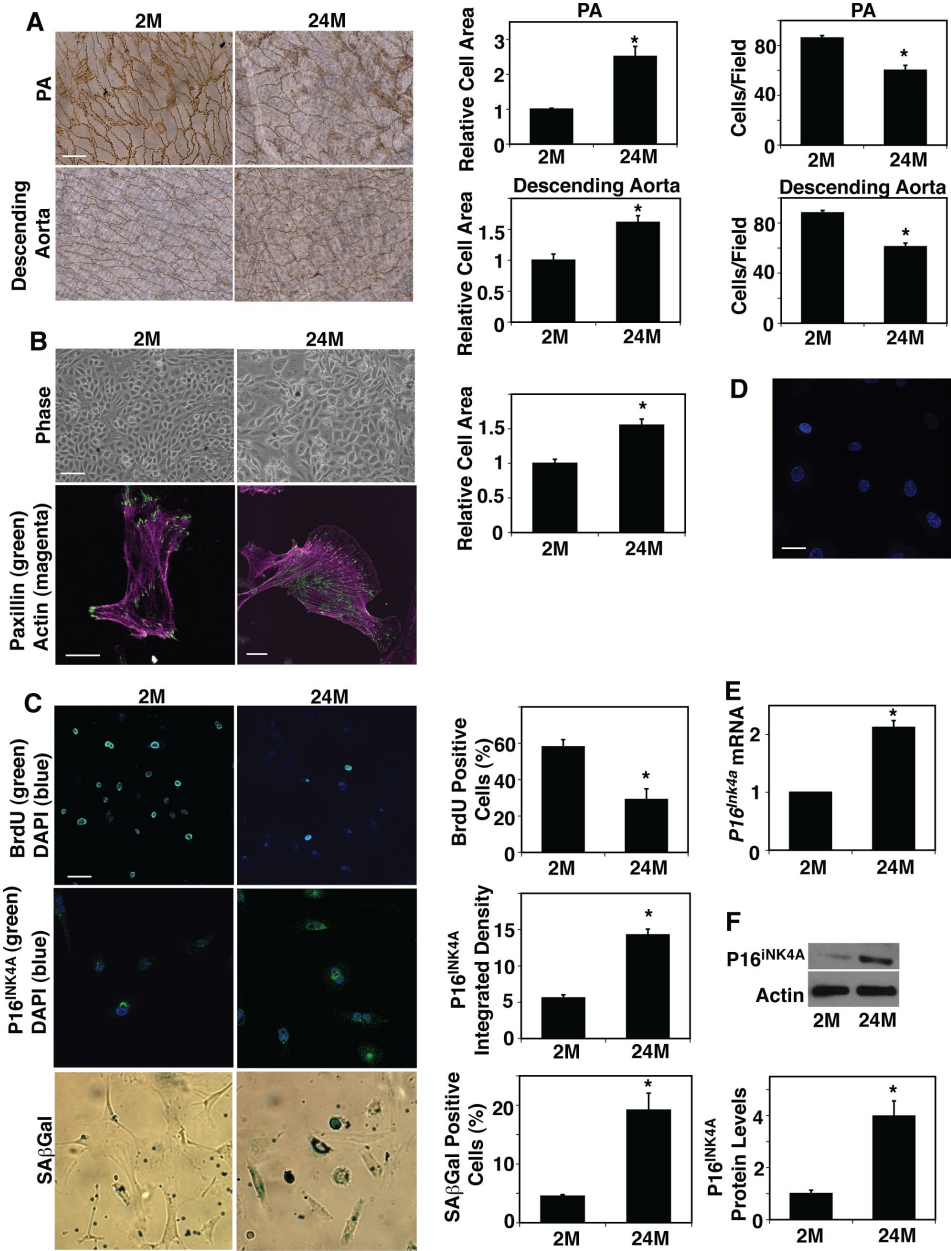 A
2M
24M
PA
Descending
Aorta
PA
Relative Cell Area
3
2
1
0
*
2M
24M
PA
Cells/Field
80
40
0
*
2M
24M
Descending Aorta
Relative Cell Area
1.5
1
0.5
0
*
2M
24M
Descending Aorta
Cells/Field
80
40
0
*
2M
24M
B
2M
24M
Phase
Paxillin (green)
Actin (magenta)
Relative Cell Area
1.5
1
0.5
0
*
2M
24M
D
C
2M
24M
BrdU (green)
DAPI (blue)
P16INK4A (green)
DAPI (blue)
SAβGal
BrdU Positive
Cells (%)
60
40
20
0
*
2M
24M
P16INK4A
Integrated Density
15
10
5
0
*
2M
24M
SAβGal Positive
Cells (%)
20
10
0
*
2M
24M
E
P16Ink4a mRNA
2
1
0
*
2M
24M
F
P16iNK4A
Actin
2M
24M
P16INK4A
Protein Levels
4
2
0
*
2M
24M